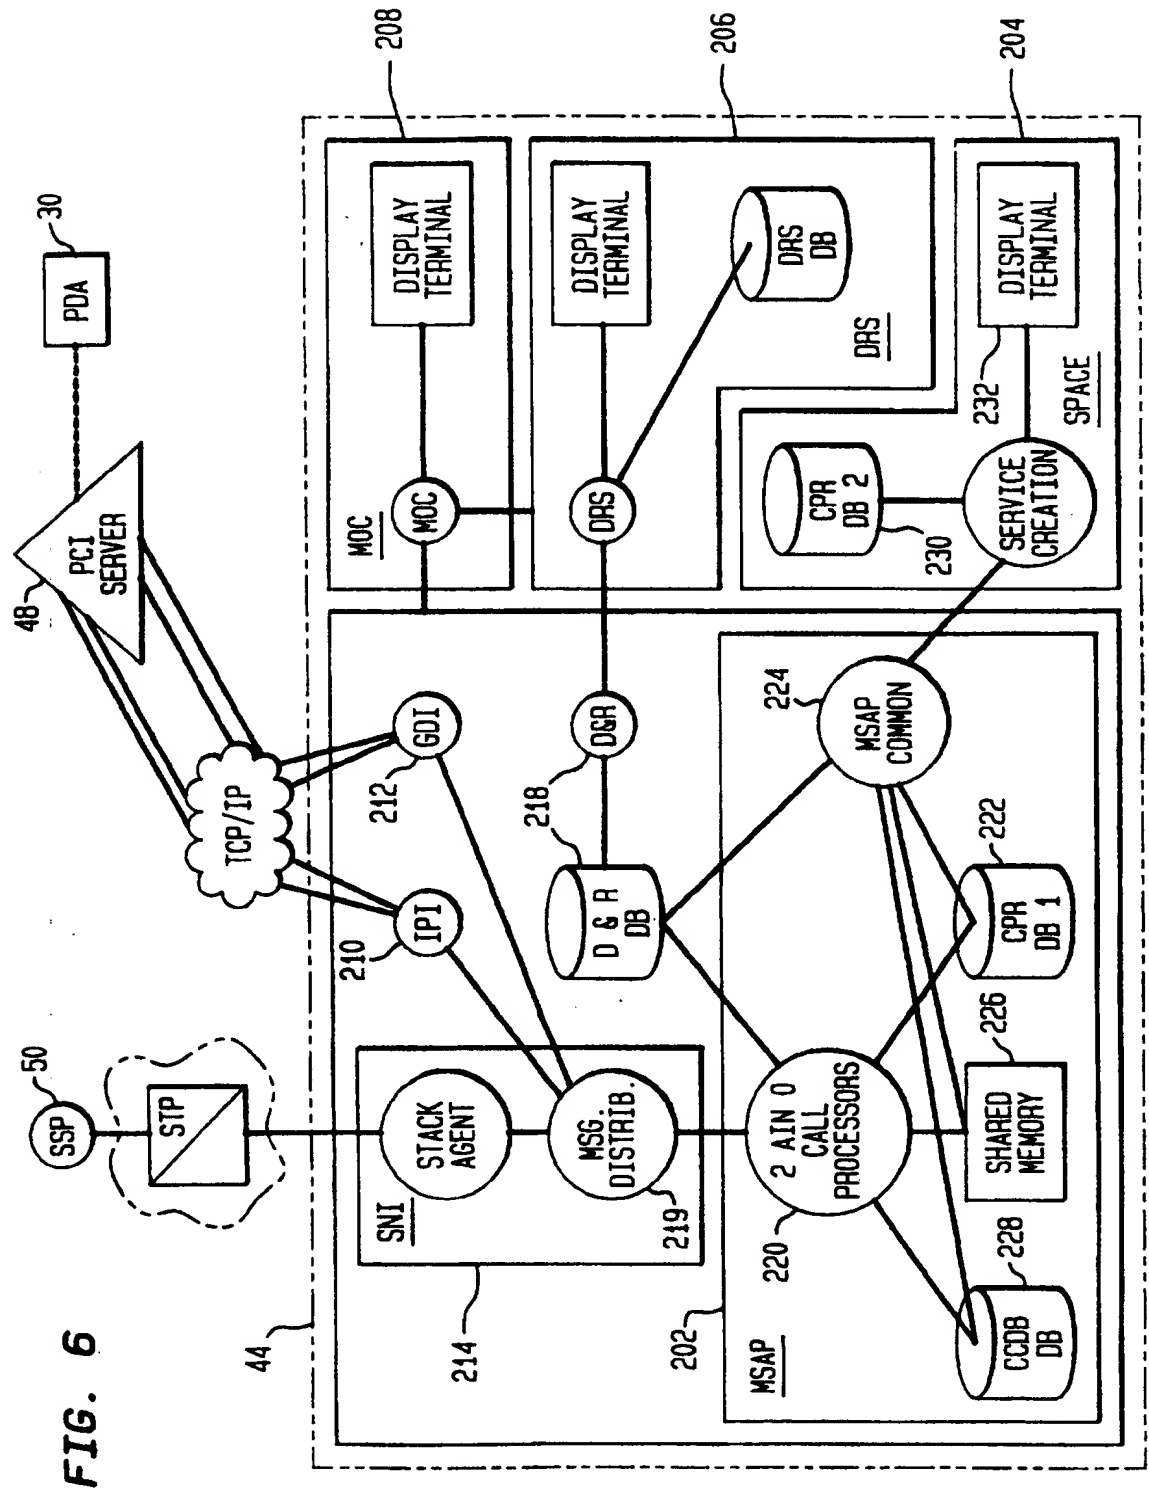 FIG. 6
44
SSP
50
STP
48
PCI
SERVER
PDA
30
TCP/IP
214
SNI
STACK
AGENT
MSG.
DISTRIB.
219
210
IPI
212
GDI
MOC
MOC
DISPLAY
TERMINAL
208
D & R
DB
218
D&R
DRS
DISPLAY
TERMINAL
DRS
DB
DRS
206
202
MSAP
220
2 AIN 0
CALL
PROCESSORS
224
MSAP
COMMON
CCDB
DB
228
SHARED
MEMORY
226
CPR
DB 1
222
CPR
DB 2
230
SERVICE
CREATION
232
DISPLAY
TERMINAL
SPACE
204